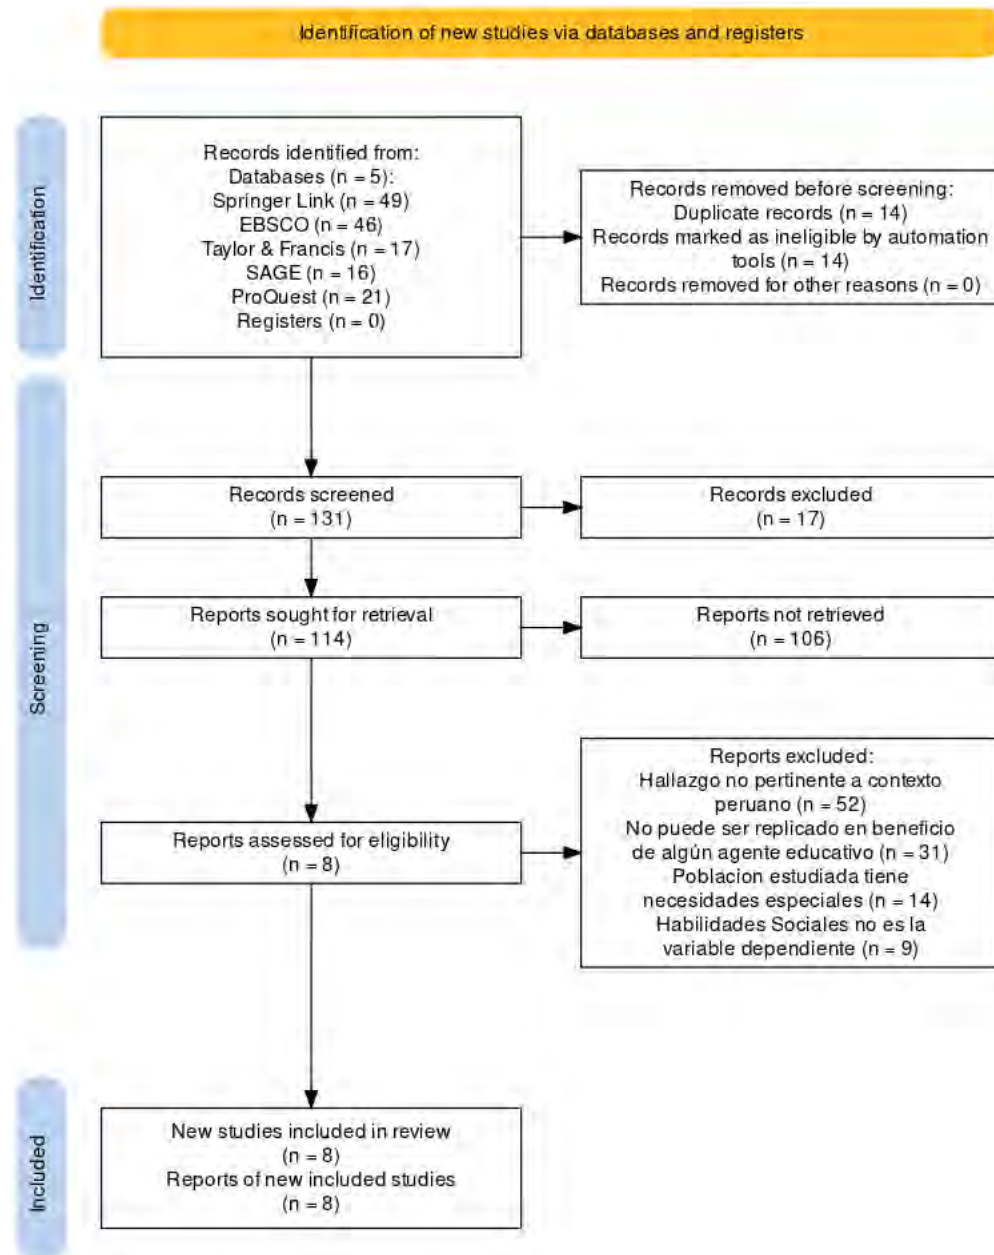 Identification of new studies via databases and registers
Identification
Records identified from:
Databases (n = 5):
Springer Link (n = 49)
EBSCO (n = 46)
Taylor & Francis (n = 17)
SAGE (n = 16)
ProQuest (n = 21)
Registers (n = 0)
Records removed before screening:
Duplicate records (n = 14)
Records marked as ineligible by automation
tools (n = 14)
Records removed for other reasons (n = 0)
Screening
Records screened
(n = 131)
Records excluded
(n = 17)
Reports sought for retrieval
(n = 114)
Reports not retrieved
(n = 106)
Reports assessed for eligibility
(n = 8)
Reports excluded:
Hallazgo no pertinente a contexto
peruano (n = 52)
No puede ser replicado en beneficio
de algún agente educativo (n = 31)
Poblacion estudiada tiene
necesidades especiales (n = 14)
Habilidades Sociales no es la
variable dependiente (n = 9)
Included
New studies included in review
(n = 8)
Reports of new included studies
(n = 8)